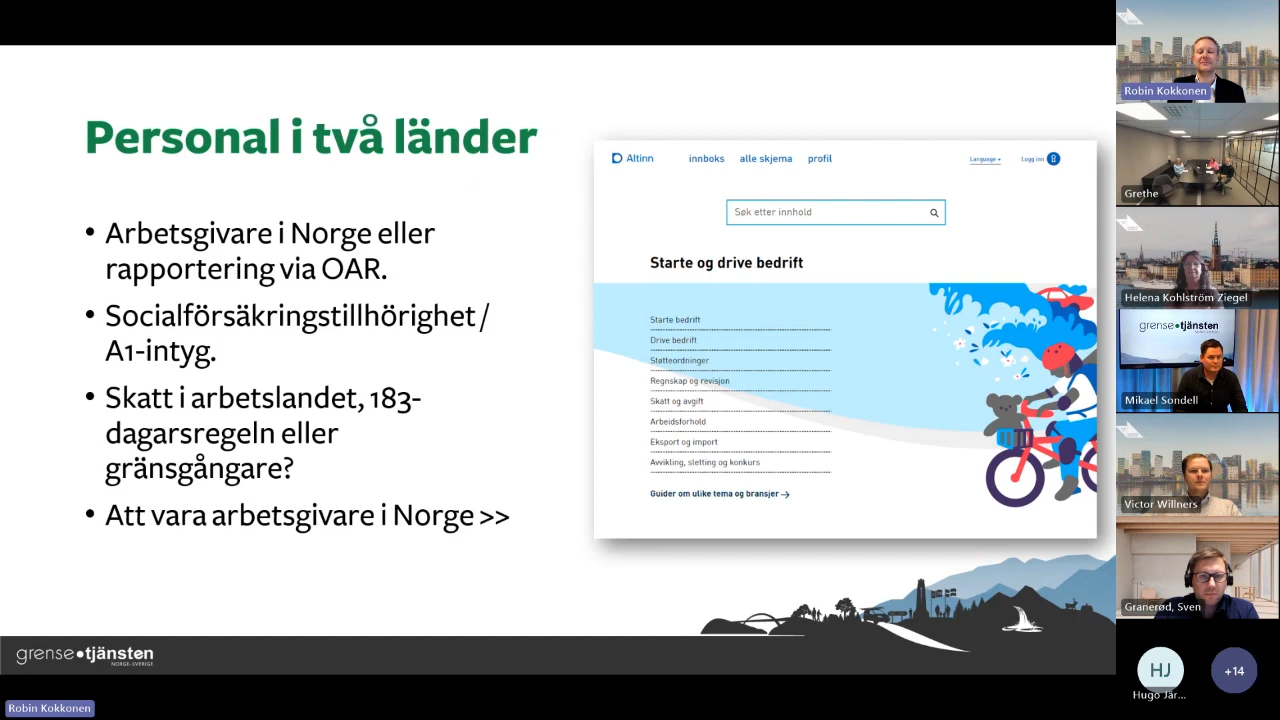 Personal i två länder
• Arbetsgivare i Norge eller
rapportering via OAR.
• Socialförsäkringstillhörighet/
A1-intyg.
• Skatt i arbetslandet, 183-
dagarsregeln eller
gränsgångare?
• Att vara arbetsgivare i Norge >>
Altinn
innboks alle skjema profil
Language
Logg inn
Søk etter innhold
Starte og drive bedrift
Starte bedrift
Drive bedrift
Støtteordninger
Regnskap og revisjon
Skatt og avgift
Arbeidsforhold
Eksport og import
Avvikling, sletting og konkurs
Guider om ulike tema og bransjer →
grense•tjänsten
NORGE-SVERIGE
Robin Kokkonen
Robin Kokkonen
Grethe
Helena Kohlström Ziegel
grense•tjänsten
Mikael Sondell
Victor Willners
Granerød, Sven
HJ
Hugo Jär...
+14